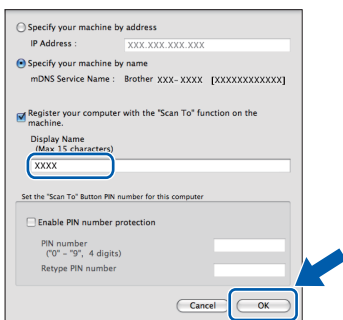 Specify your machine by address
IP Address : XXX.XXX.XXX.XXX
Specify your machine by name
mDNS Service Name : Brother XXX-XXXX [XXXXXXXXXXXX]
Register your computer with the "Scan To" function on the
machine.
Display Name
(Max 15 characters)
XXXX
Set the "Scan To" Button PIN number for this computer
Enable PIN number protection
PIN number
("0" – "9", 4 digits)
Retype PIN number
Cancel OK